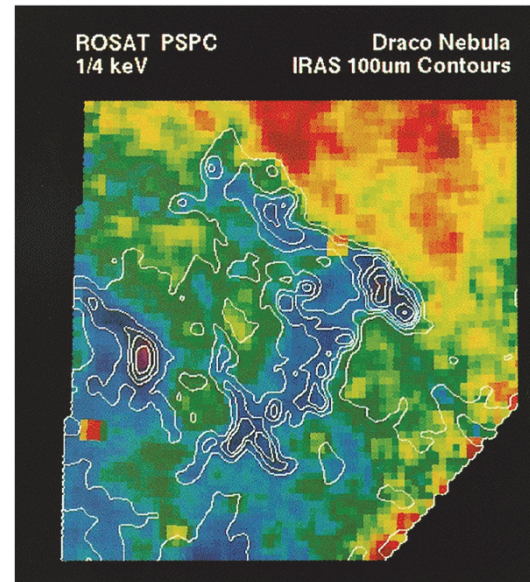 ROSAT PSPC
1/4 keV
Draco Nebula
IRAS 100um Contours